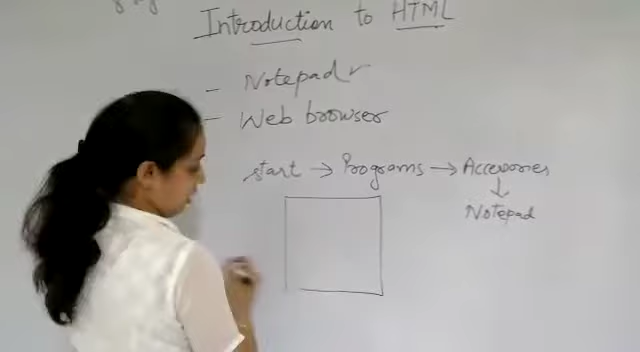 Introduction to HTML
- Notepad ✓
- Web browser
start → Programs → Accessories
↓
Notepad